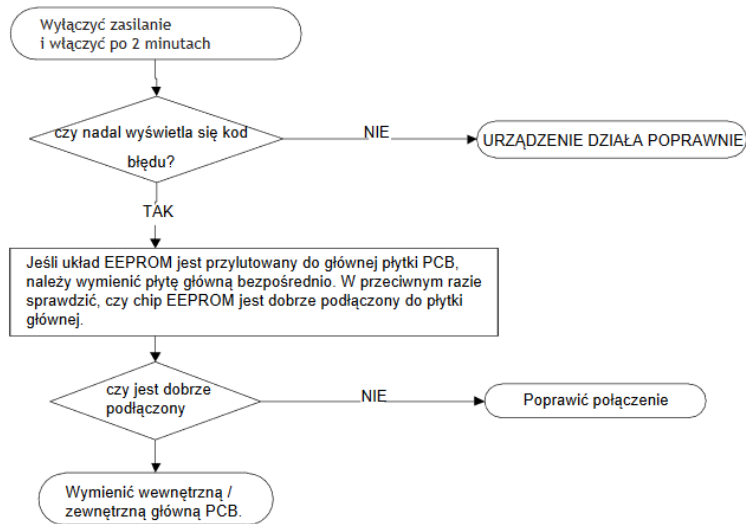 Wyłączyć zasilanie
i włączyć po 2 minutach
czy nadal wyświetla się kod
błędu?
NIE
URZĄDZENIE DZIAŁA POPRAWNIE
TAK
Jeśli układ EEPROM jest przylutowany do głównej płytki PCB,
należy wymienić płytę główną bezpośrednio. W przeciwnym razie
sprawdzić, czy chip EEPROM jest dobrze podłączony do płytki
głównej.
czy jest dobrze
podłączony
NIE
Poprawić połączenie
Wymienić wewnętrzną /
zewnętrzną główną PCB.